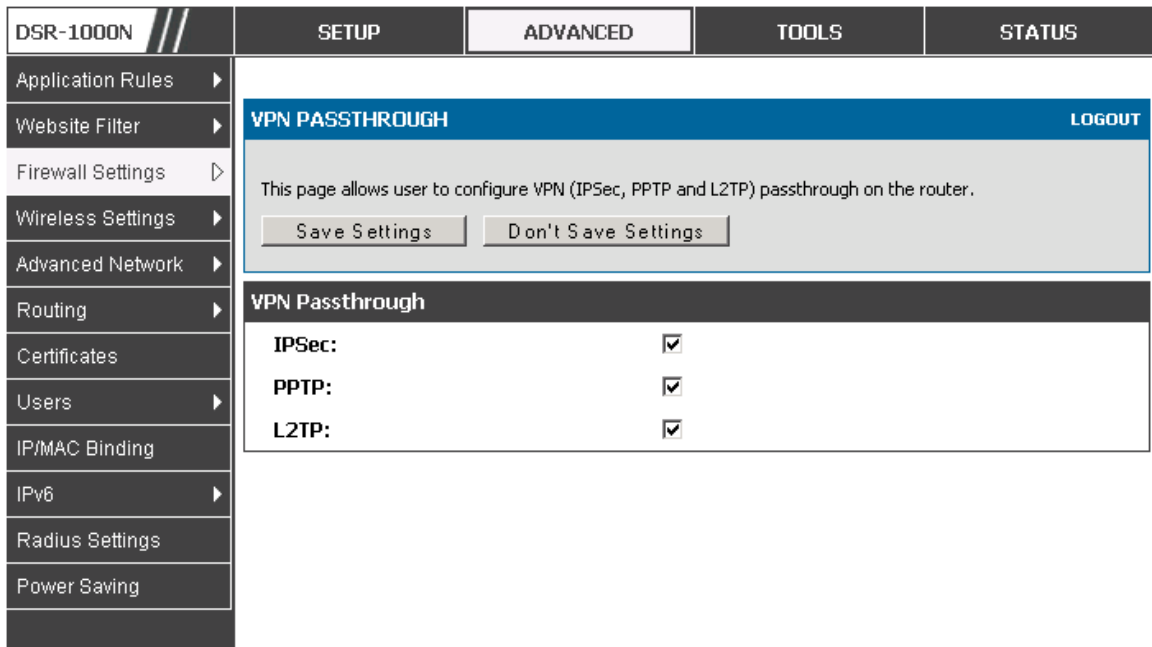 DSR-1000N
SETUP
ADVANCED
TOOLS
STATUS
Application Rules
Website Filter
Firewall Settings
Wireless Settings
Advanced Network
Routing
Certificates
Users
IP/MAC Binding
IPv6
Radius Settings
Power Saving
VPN PASSTHROUGH
LOGOUT
This page allows user to configure VPN (IPSec, PPTP and L2TP) passthrough on the router.
Save Settings
Don't Save Settings
VPN Passthrough
IPSec:
PPTP:
L2TP: